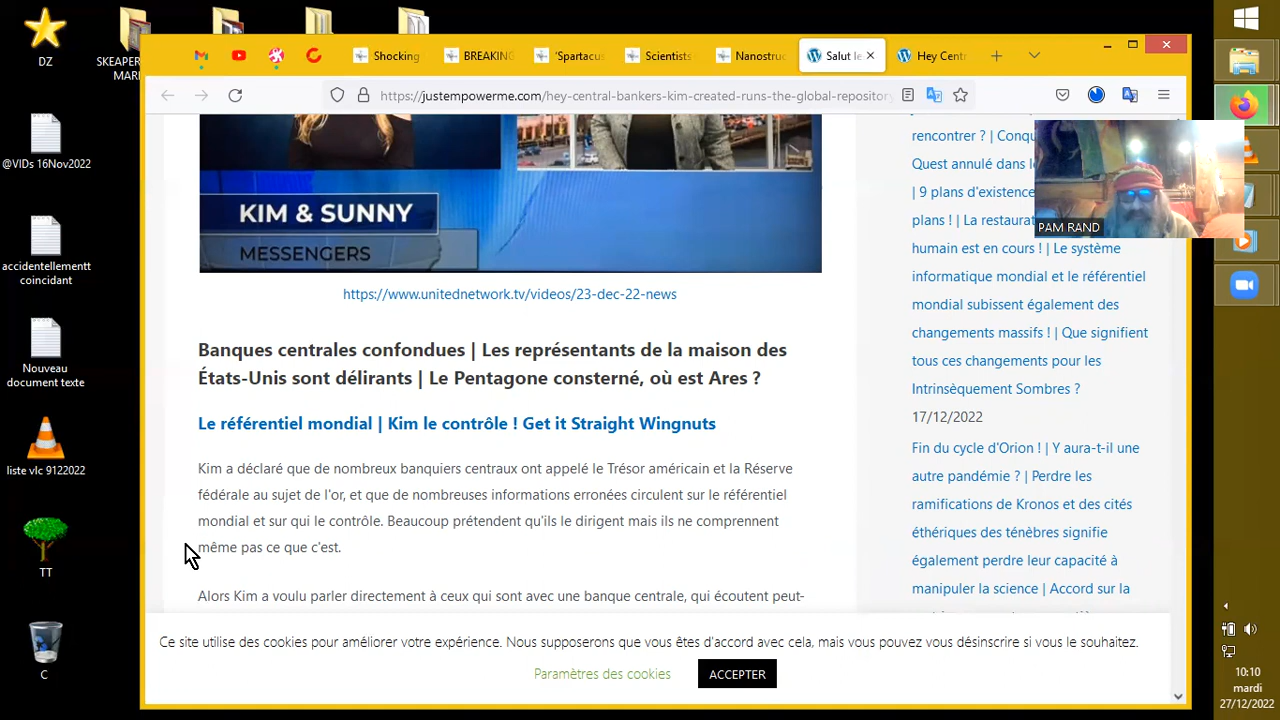 DZ
SKEAPER
MARI
@VIDs 16Nov2022
accidentellementt
coincidant
Nouveau
document texte
liste vlc 9122022
TT
C
Shocking
BREAKING
'Spartacus
Scientists
Nanostruc
Salut le
Hey Centr
https://justempowerme.com/hey-central-bankers-kim-created-runs-the-global-repository
KIM & SUNNY
MESSENGERS
https://www.unitednetwork.tv/videos/23-dec-22-news
Banques centrales confondues | Les représentants de la maison des
États-Unis sont délirants | Le Pentagone consterné, où est Ares ?
Le référentiel mondial | Kim le contrôle ! Get it Straight Wingnuts
Kim a déclaré que de nombreux banquiers centraux ont appelé le Trésor américain et la Réserve
fédérale au sujet de l'or, et que de nombreuses informations erronées circulent sur le référentiel
mondial et sur qui le contrôle. Beaucoup prétendent qu'ils le dirigent mais ils ne comprennent
même pas ce que c'est.
Alors Kim a voulu parler directement à ceux qui sont avec une banque centrale, qui écoutent peut-
rencontrer ? | Conqu
Quest annulé dans l
| 9 plans d'existence
plans ! | La restaurat
humain est en cours ! | Le système
informatique mondial et le référentiel
mondial subissent également des
changements massifs ! | Que signifient
tous ces changements pour les
Intrinsèquement Sombres ?
17/12/2022
Fin du cycle d'Orion ! | Y aura-t-il une
autre pandémie ? | Perdre les
ramifications de Kronos et des cités
éthériques des ténèbres signifie
également perdre leur capacité à
manipuler la science | Accord sur la
PAM RAND
Ce site utilise des cookies pour améliorer votre expérience. Nous supposerons que vous êtes d'accord avec cela, mais vous pouvez vous désinscrire si vous le souhaitez.
Paramètres des cookies
ACCEPTER
10:10
mardi
27/12/2022